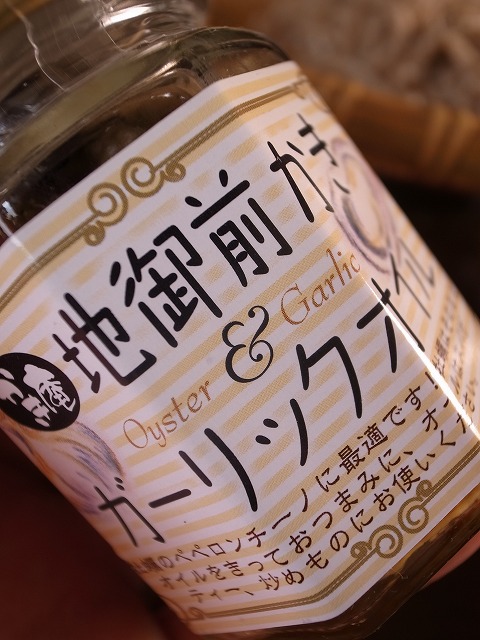 地御前かき
Oyster & Garlic
ガーリックオイル
のペペロンチーノに最適です!
オイルをきっておつまみに、オー
ティー、炒めものにお使いくだ